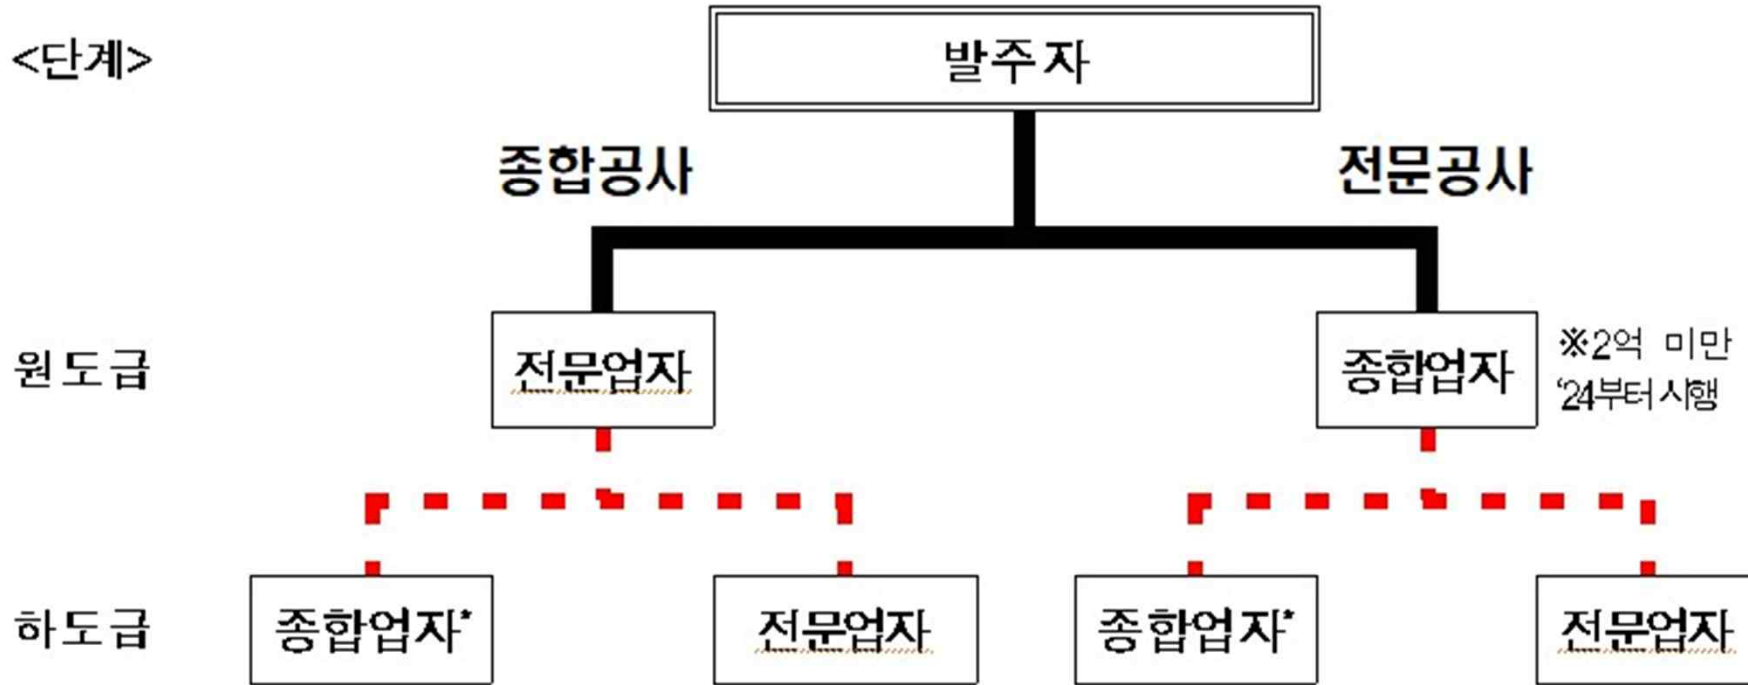 <단계>
발주자
종합공사
전문공사
원도급
전문업자
종합업자
※2억 미만
‘24부터 시행
하도급
종합업자*
전문업자
종합업자*
전문업자